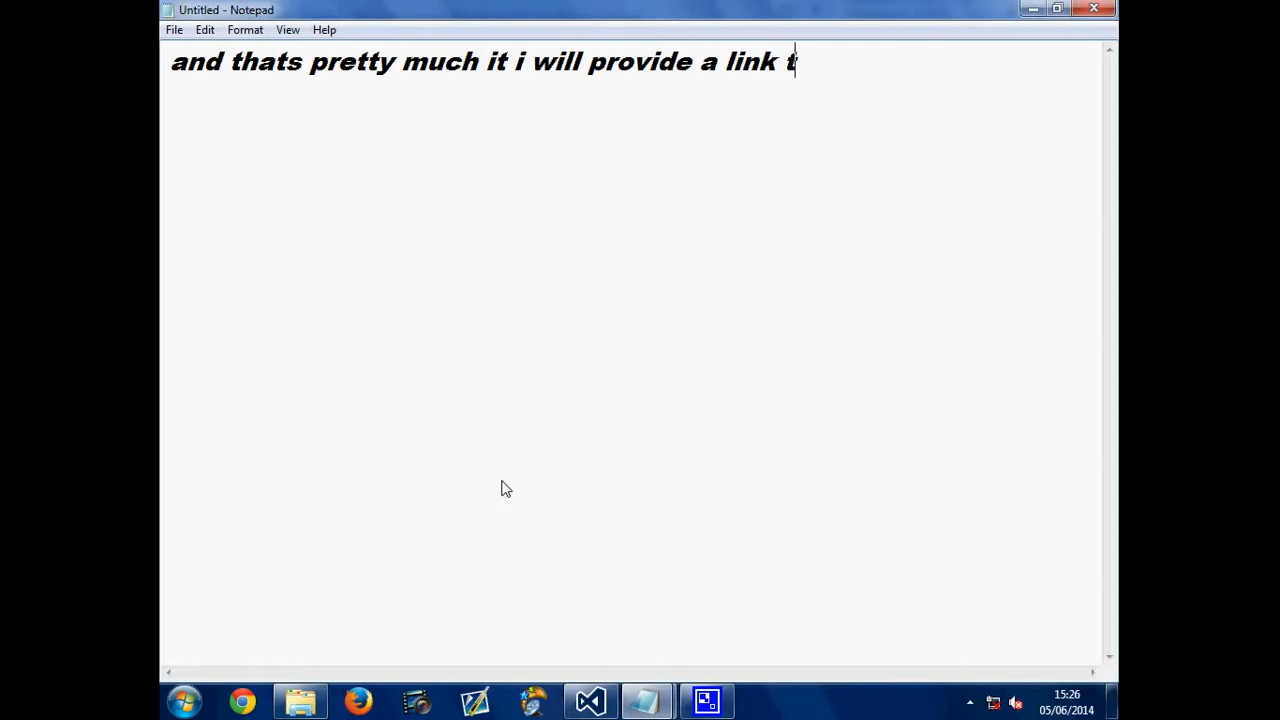 Untitled - Notepad
File Edit Format View Help
and thats pretty much it i will provide a link t
15:26
05/06/2014